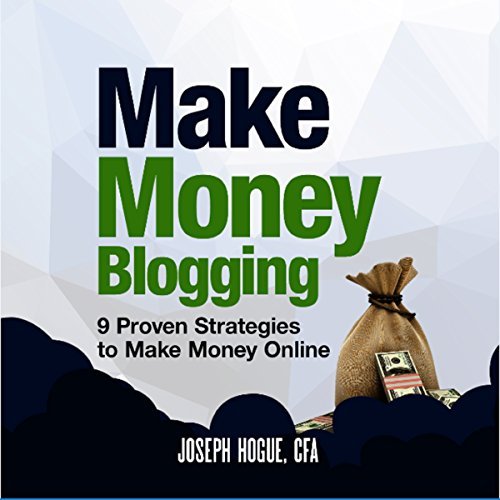 Make
Money
Blogging
9 Proven Strategies
to Make Money Online
JOSEPH HOGUE, CFA